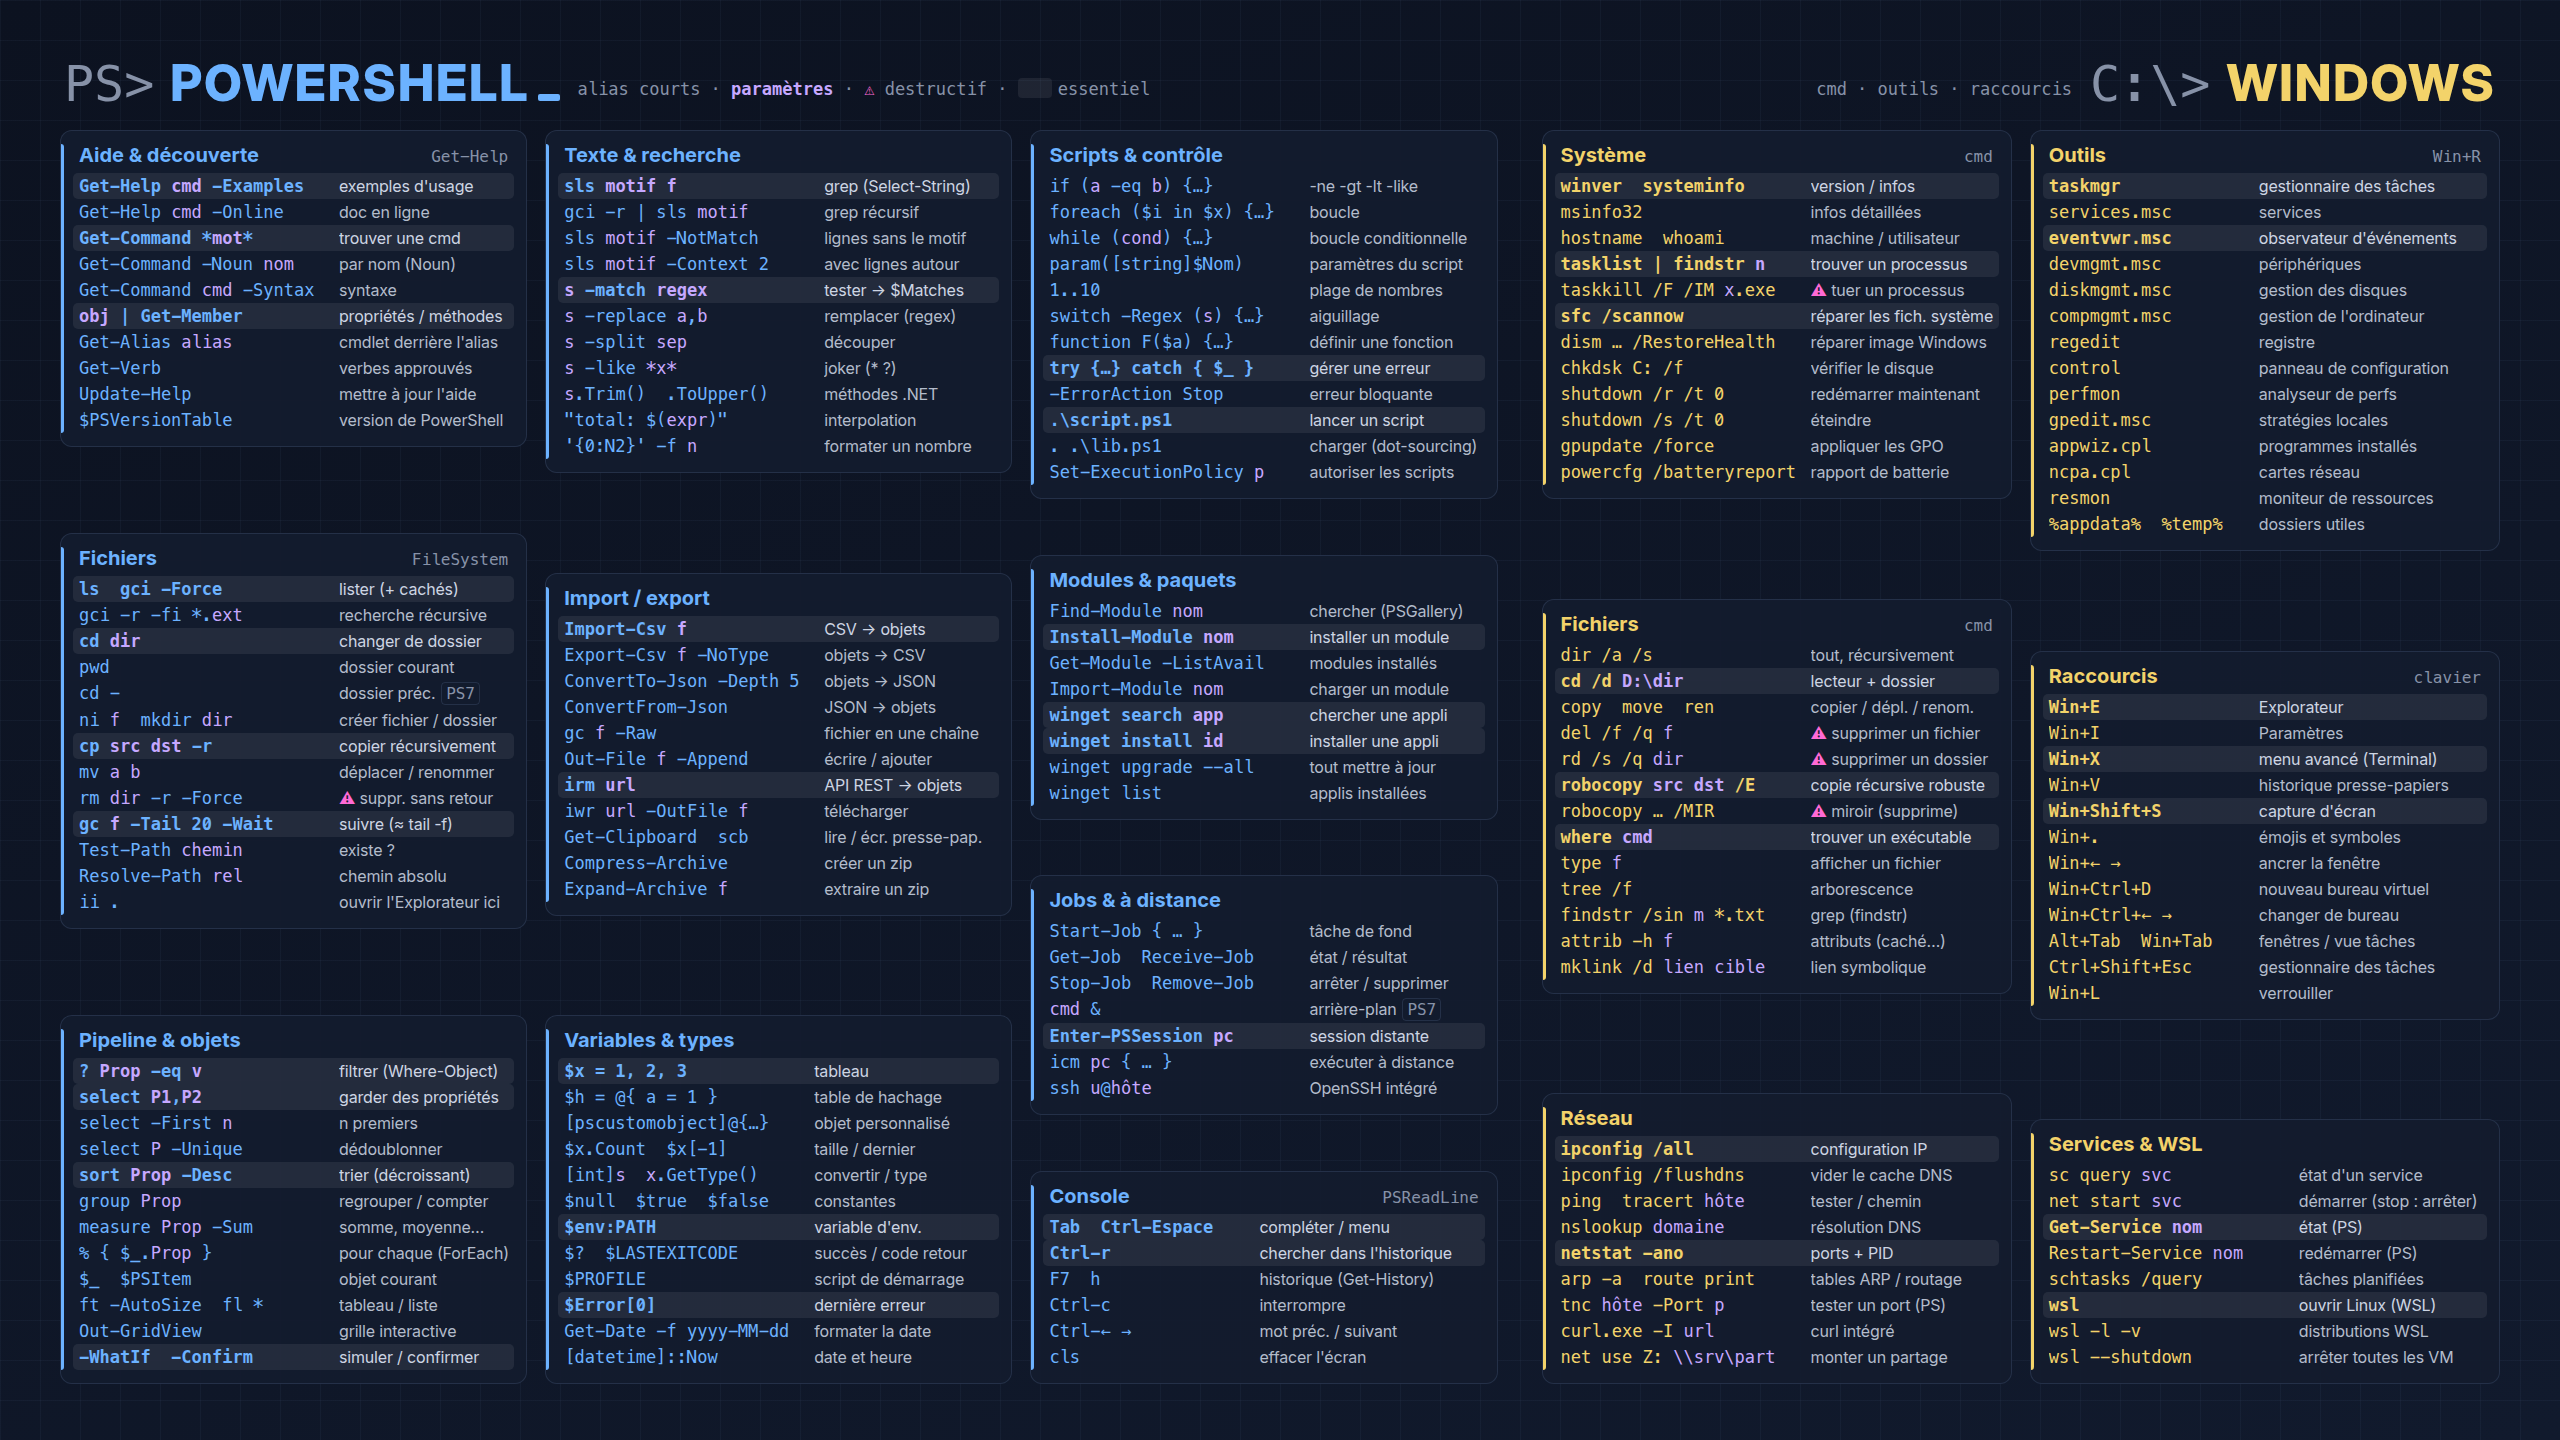 PS> POWERSHELL_ alias courts · paramètres · ⚠ destructif · essentiel
cmd · outils · raccourcis C:\> WINDOWS
Aide & découverte Get-Help
Get-Help cmd -Examples exemples d'usage
Get-Help cmd -Online doc en ligne
Get-Command *mot* trouver une cmd
Get-Command -Noun nom par nom (Noun)
Get-Command cmd -Syntax syntaxe
obj | Get-Member propriétés / méthodes
Get-Alias alias cmdlet derrière l'alias
Get-Verb verbes approuvés
Update-Help mettre à jour l'aide
$PSVersionTable version de PowerShell
Fichiers FileSystem
ls gci -Force lister (+ cachés)
gci -r -fi *.ext recherche récursive
cd dir changer de dossier
pwd dossier courant
cd - dossier préc. PS7
ni f mkdir dir créer fichier / dossier
cp src dst -r copier récursivement
mv a b déplacer / renommer
rm dir -r -Force ⚠ suppr. sans retour
gc f -Tail 20 -Wait suivre (≈ tail -f)
Test-Path chemin existe ?
Resolve-Path rel chemin absolu
ii . ouvrir l'Explorateur ici
Pipeline & objets
? Prop -eq v filtrer (Where-Object)
select P1,P2 garder des propriétés
select -First n n premiers
select P -Unique dédoublonner
sort Prop -Desc trier (décroissant)
group Prop regrouper / compter
measure Prop -Sum somme, moyenne…
% { $_.Prop } pour chaque (ForEach)
$_ $PSItem objet courant
ft -AutoSize fl * tableau / liste
Out-GridView grille interactive
-WhatIf -Confirm simuler / confirmer
Texte & recherche
sls motif f grep (Select-String)
gci -r | sls motif grep récursif
sls motif -NotMatch lignes sans le motif
sls motif -Context 2 avec lignes autour
s -match regex tester → $Matches
s -replace a,b remplacer (regex)
s -split sep découper
s -like *x* joker (* ?)
s.Trim() .ToUpper() méthodes .NET
"total: $(expr)" interpolation
'{0:N2}' -f n formater un nombre
Import / export
Import-Csv f CSV → objets
Export-Csv f -NoType objets → CSV
ConvertTo-Json -Depth 5 objets → JSON
ConvertFrom-Json JSON → objets
gc f -Raw fichier en une chaîne
Out-File f -Append écrire / ajouter
irm url API REST → objets
iwr url -OutFile f télécharger
Get-Clipboard scb lire / écr. presse-pap.
Compress-Archive créer un zip
Expand-Archive f extraire un zip
Variables & types
$x = 1, 2, 3 tableau
$h = @{ a = 1 } table de hachage
[pscustomobject]@{…} objet personnalisé
$x.Count $x[-1] taille / dernier
[int]s x.GetType() convertir / type
$null $true $false constantes
$env:PATH variable d'env.
$? $LASTEXITCODE succès / code retour
$PROFILE script de démarrage
$Error[0] dernière erreur
Get-Date -f yyyy-MM-dd formater la date
[datetime]::Now date et heure
Scripts & contrôle
if (a -eq b) {…} -ne -gt -lt -like
foreach ($i in $x) {…} boucle
while (cond) {…} boucle conditionnelle
param([string]$Nom) paramètres du script
1..10 plage de nombres
switch -Regex (s) {…} aiguillage
function F($a) {…} définir une fonction
try {…} catch { $_ } gérer une erreur
-ErrorAction Stop erreur bloquante
.\script.ps1 lancer un script
. .\lib.ps1 charger (dot-sourcing)
Set-ExecutionPolicy p autoriser les scripts
Modules & paquets
Find-Module nom chercher (PSGallery)
Install-Module nom installer un module
Get-Module -ListAvail modules installés
Import-Module nom charger un module
winget search app chercher une appli
winget install id installer une appli
winget upgrade --all tout mettre à jour
winget list applis installées
Jobs & à distance
Start-Job { … } tâche de fond
Get-Job Receive-Job état / résultat
Stop-Job Remove-Job arrêter / supprimer
cmd & arrière-plan PS7
Enter-PSSession pc session distante
icm pc { … } exécuter à distance
ssh u@hôte OpenSSH intégré
Console PSReadLine
Tab Ctrl-Espace compléter / menu
Ctrl-r chercher dans l'historique
F7 h historique (Get-History)
Ctrl-c interrompre
Ctrl-← → mot préc. / suivant
cls effacer l'écran
Système cmd
winver systeminfo version / infos
msinfo32 infos détaillées
hostname whoami machine / utilisateur
tasklist | findstr n trouver un processus
taskkill /F /IM x.exe ⚠ tuer un processus
sfc /scannow réparer les fich. système
dism … /RestoreHealth réparer image Windows
chkdsk C: /f vérifier le disque
shutdown /r /t 0 redémarrer maintenant
shutdown /s /t 0 éteindre
gpupdate /force appliquer les GPO
powercfg /batteryreport rapport de batterie
Fichiers cmd
dir /a /s tout, récursivement
cd /d D:\dir lecteur + dossier
copy move ren copier / dépl. / renom.
del /f /q f ⚠ supprimer un fichier
rd /s /q dir ⚠ supprimer un dossier
robocopy src dst /E copie récursive robuste
robocopy … /MIR ⚠ miroir (supprime)
where cmd trouver un exécutable
type f afficher un fichier
tree /f arborescence
findstr /sin m *.txt grep (findstr)
attrib -h f attributs (caché…)
mklink /d lien cible lien symbolique
Réseau
ipconfig /all configuration IP
ipconfig /flushdns vider le cache DNS
ping tracert hôte tester / chemin
nslookup domaine résolution DNS
netstat -ano ports + PID
arp -a route print tables ARP / routage
tnc hôte -Port p tester un port (PS)
curl.exe -I url curl intégré
net use Z: \\srv\part monter un partage
Outils Win+R
taskmgr gestionnaire des tâches
services.msc services
eventvwr.msc observateur d'événements
devmgmt.msc périphériques
diskmgmt.msc gestion des disques
compmgmt.msc gestion de l'ordinateur
regedit registre
control panneau de configuration
perfmon analyseur de perfs
gpedit.msc stratégies locales
appwiz.cpl programmes installés
ncpa.cpl cartes réseau
resmon moniteur de ressources
%appdata% %temp% dossiers utiles
Raccourcis clavier
Win+E Explorateur
Win+I Paramètres
Win+X menu avancé (Terminal)
Win+V historique presse-papiers
Win+Shift+S capture d'écran
Win+. émojis et symboles
Win+← → ancrer la fenêtre
Win+Ctrl+D nouveau bureau virtuel
Win+Ctrl+← → changer de bureau
Alt+Tab Win+Tab fenêtres / vue tâches
Ctrl+Shift+Esc gestionnaire des tâches
Win+L verrouiller
Services & WSL
sc query svc état d'un service
net start svc démarrer (stop : arrêter)
Get-Service nom état (PS)
Restart-Service nom redémarrer (PS)
schtasks /query tâches planifiées
wsl ouvrir Linux (WSL)
wsl -l -v distributions WSL
wsl --shutdown arrêter toutes les VM